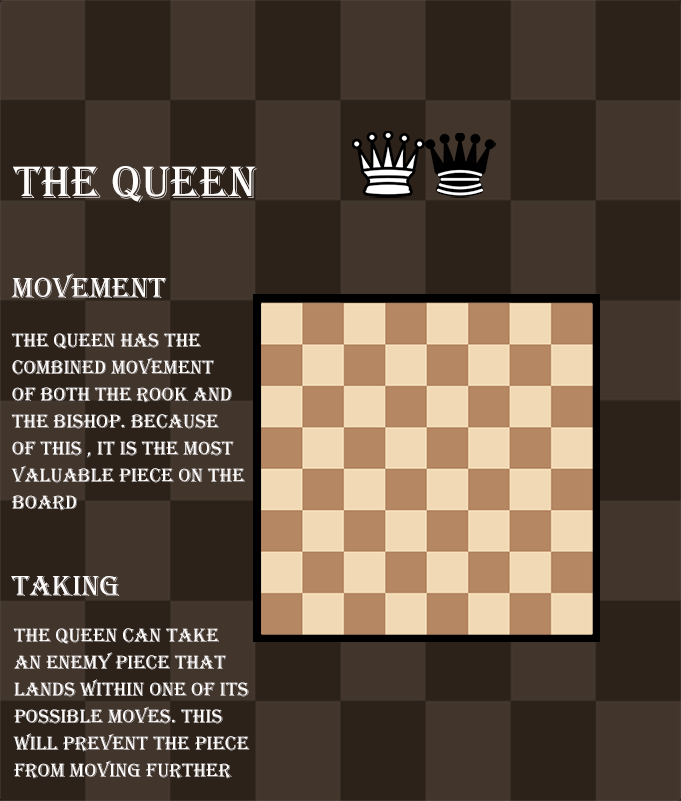 THE QUEEN
MOVEMENT
THE QUEEN HAS THE
COMBINED MOVEMENT
OF BOTH THE ROOK AND
THE BISHOP. BECAUSE
OF THIS , IT IS THE MOST
VALUABLE PIECE ON THE
BOARD
TAKING
THE QUEEN CAN TAKE
AN ENEMY PIECE THAT
LANDS WITHIN ONE OF ITS
POSSIBLE MOVES. THIS
WILL PREVENT THE PIECE
FROM MOVING FURTHER